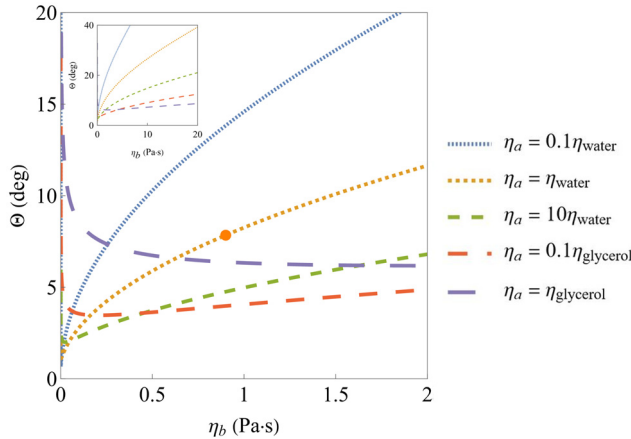 20
15
10
5
0
Θ (deg)
0
0.5
1
1.5
2
η_b (Pa·s)
40
20
0
Θ (deg)
0
10
20
η_b (Pa·s)
η_a = 0.1η_water
η_a = η_water
η_a = 10η_water
η_a = 0.1η_glycerol
η_a = η_glycerol